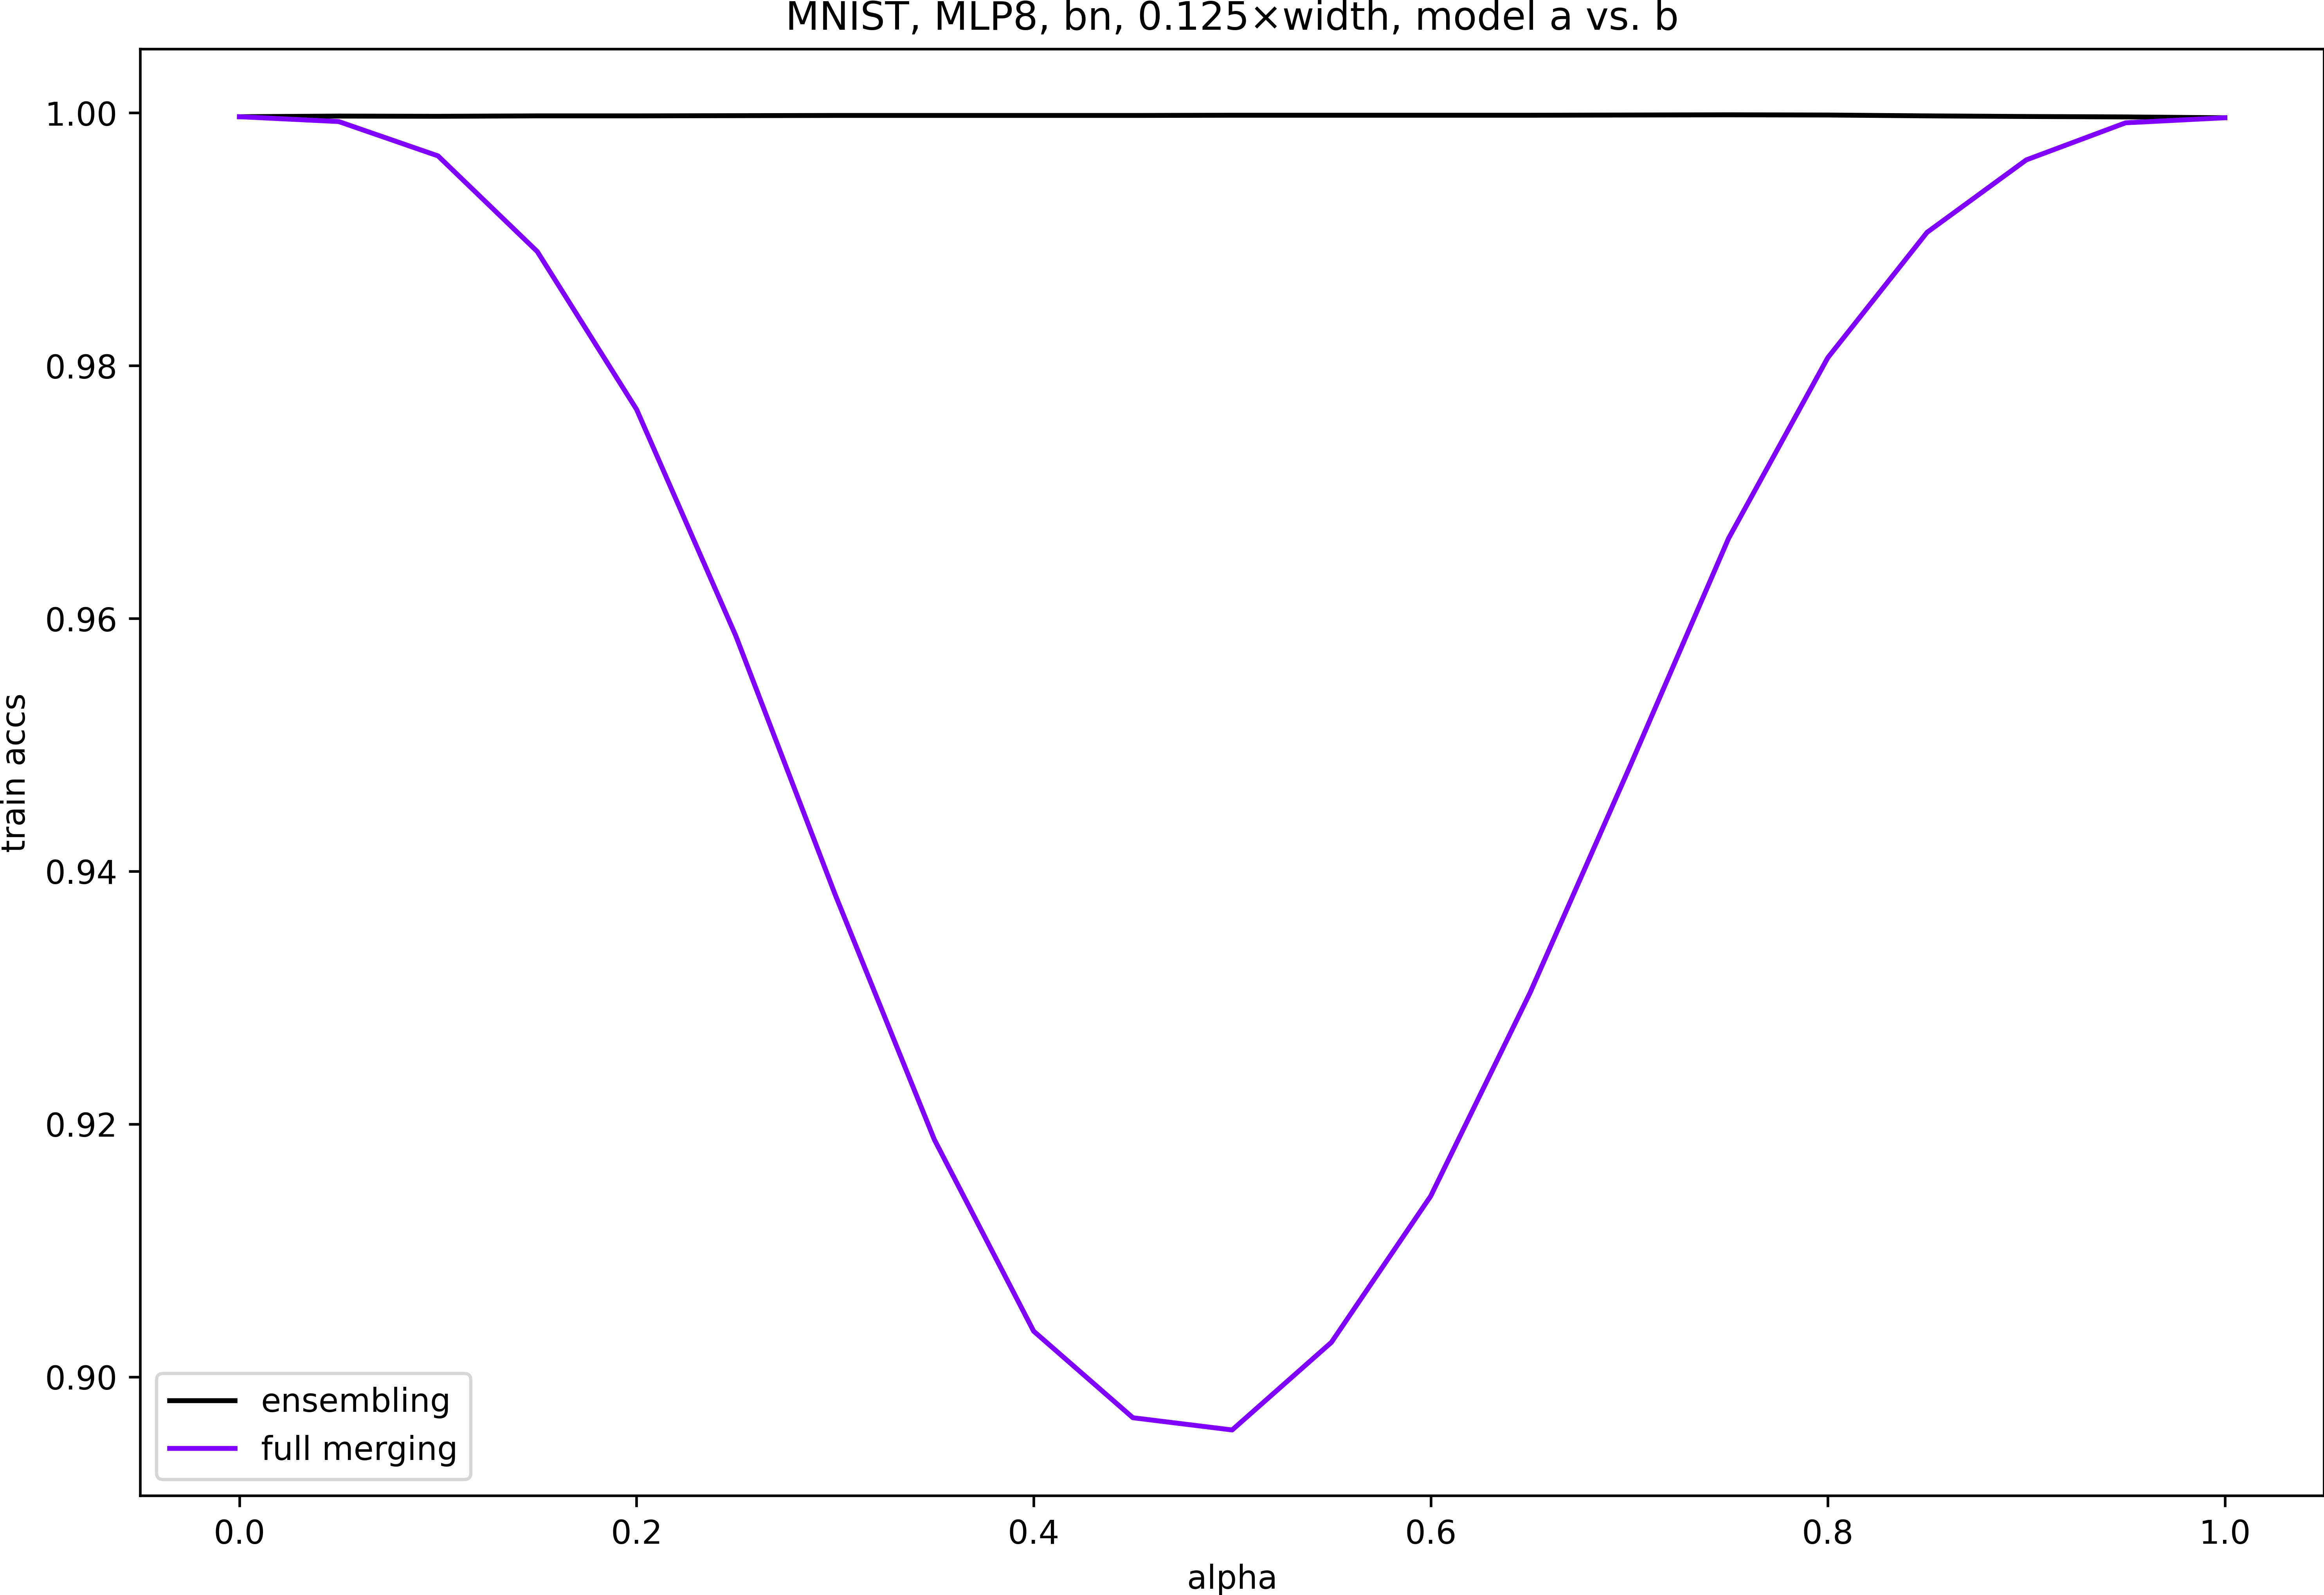 MNIST, MLP8, bn, 0.125×width, model a vs. b
train accs
1.00
0.98
0.96
0.94
0.92
0.90
ensembling
full merging
0.0 0.2 0.4 0.6 0.8 1.0
alpha